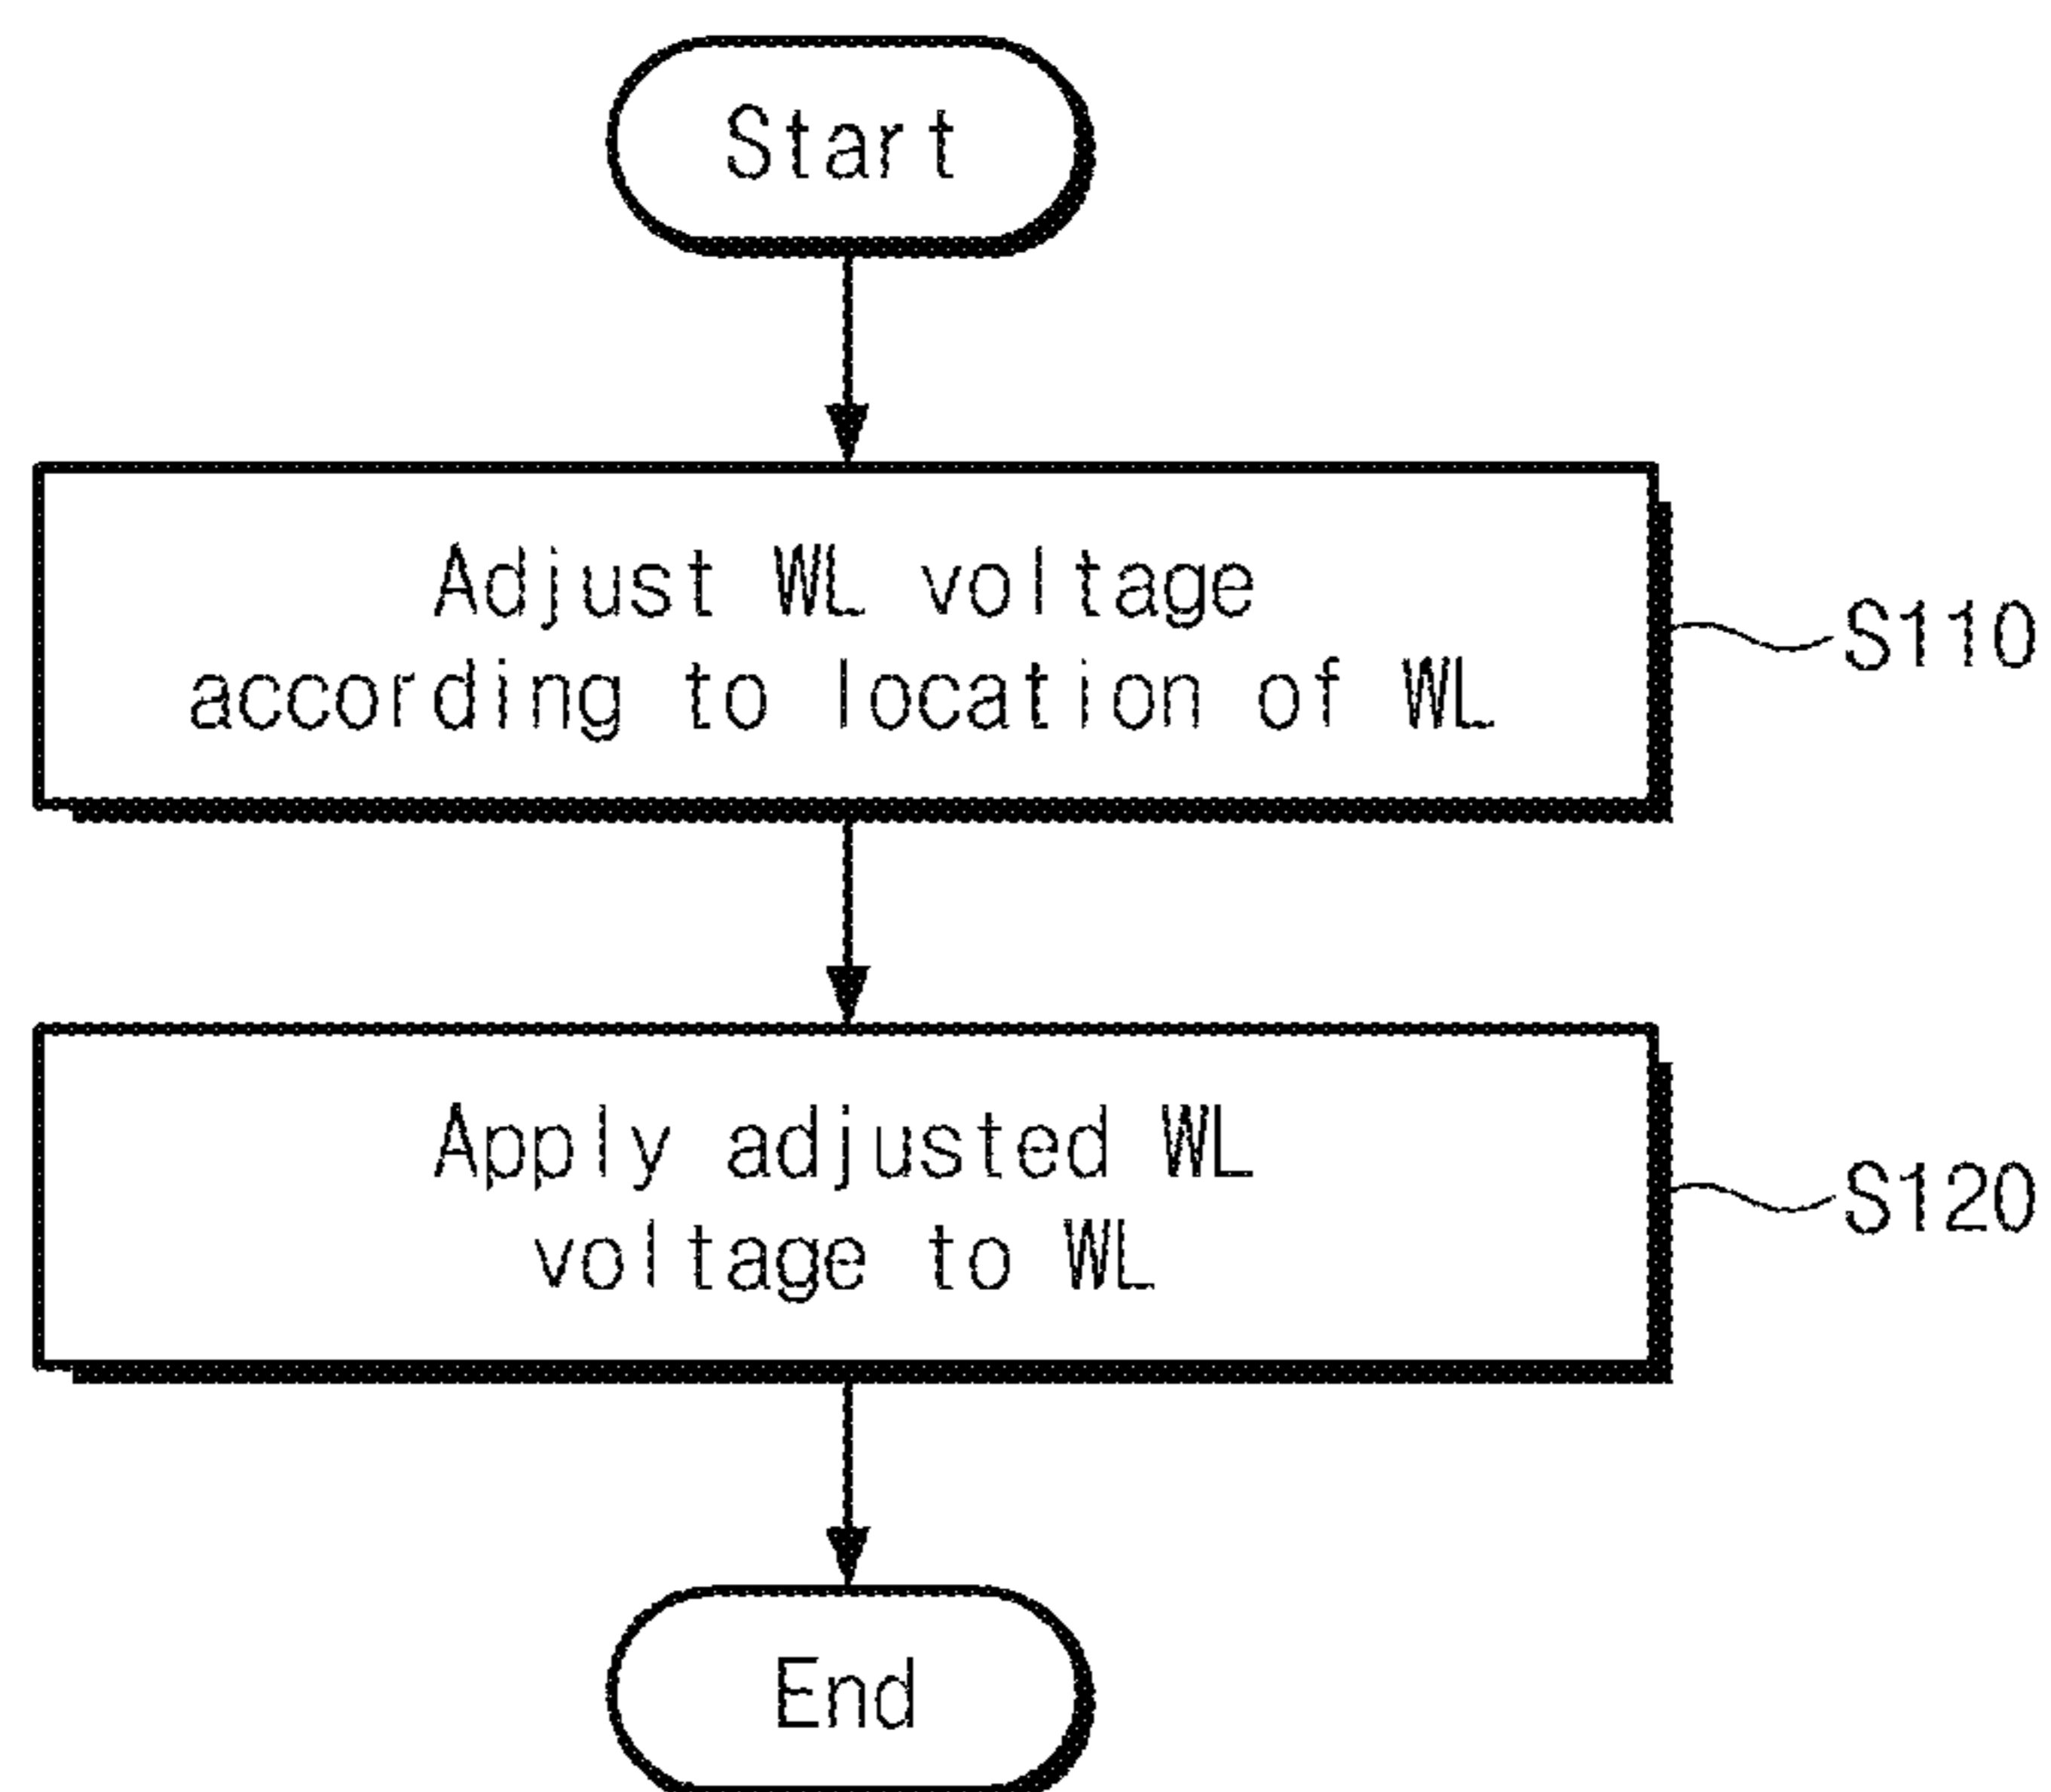 Start
Adjust WL voltage
according to location of WL
S110
Apply adjusted WL
voltage to WL
S120
End